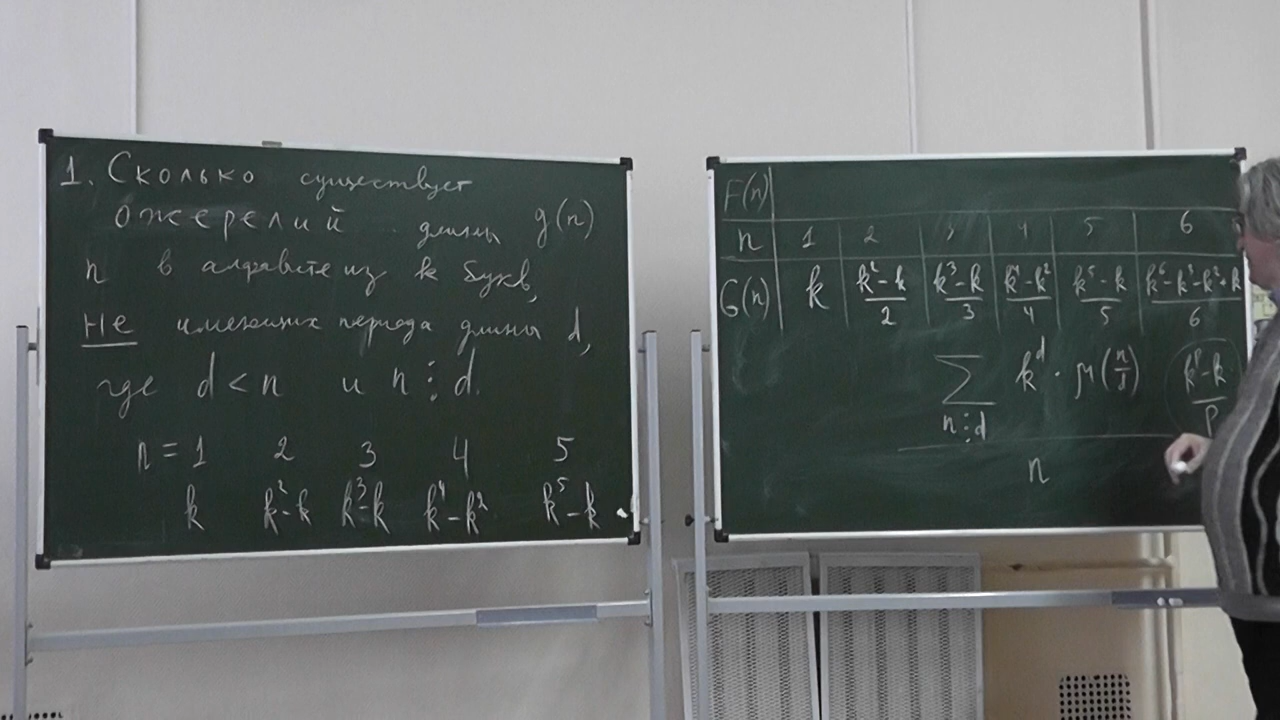 1. Сколько существует
ожерелий длины g(n)
n в алфавите из k букв,
не имеющих периода длины d,
где d < n и n ⋮ d.
n = 1 2 3 4 5
k k²-k k³-k k⁴-k² k⁵-k
F(n)
n 1 2 3 4 5 6
G(n) k (k²-k)/2 (k³-k)/3 (k⁴-k²)/4 (k⁵-k)/5 (k⁶-k³-k²+k)/6
∑ k^d · μ(n/d) (k^p-k)/p
n ⋮ d
n